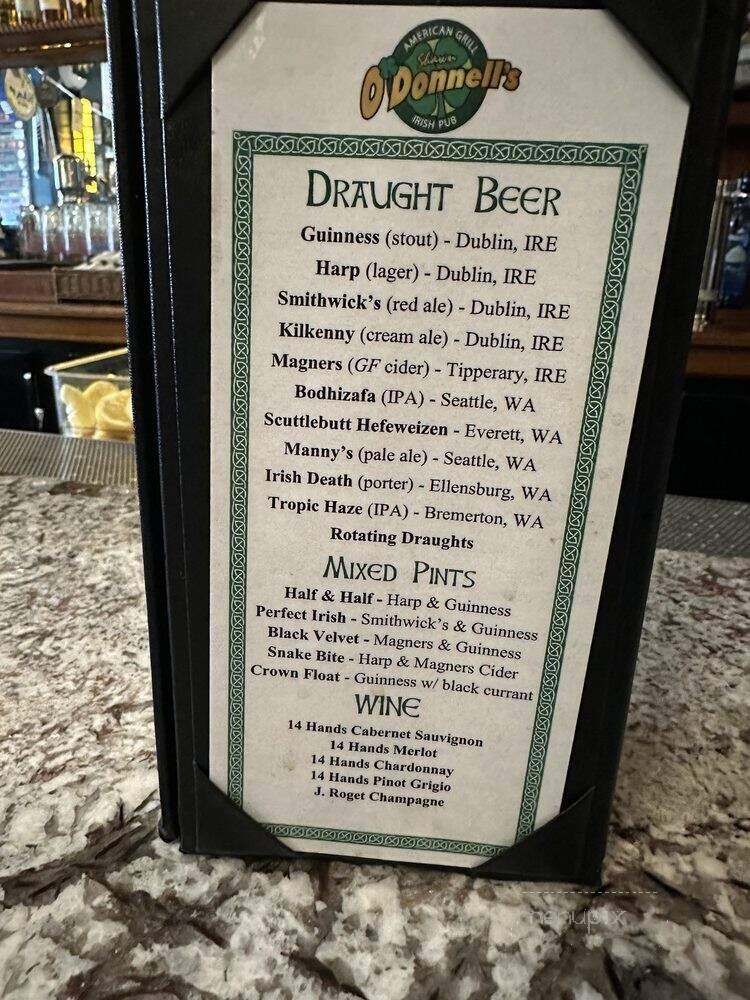 AMERICAN GRILL
Shawn
O'Donnell's
IRISH PUB
DRAUGHT BEER
Guinness (stout) - Dublin, IRE
Harp (lager) - Dublin, IRE
Smithwick's (red ale) - Dublin, IRE
Kilkenny (cream ale) - Dublin, IRE
Magners (GF cider) - Tipperary, IRE
Bodhizafa (IPA) - Seattle, WA
Scuttlebutt Hefeweizen - Everett, WA
Manny's (pale ale) - Seattle, WA
Irish Death (porter) - Ellensburg, WA
Tropic Haze (IPA) - Bremerton, WA
Rotating Draughts
MIXED PINTS
Half & Half - Harp & Guinness
Perfect Irish - Smithwick's & Guinness
Black Velvet - Magners & Guinness
Snake Bite - Harp & Magners Cider
Crown Float - Guinness w/ black currant
WINE
14 Hands Cabernet Sauvignon
14 Hands Merlot
14 Hands Chardonnay
14 Hands Pinot Grigio
J. Roget Champagne
menupix